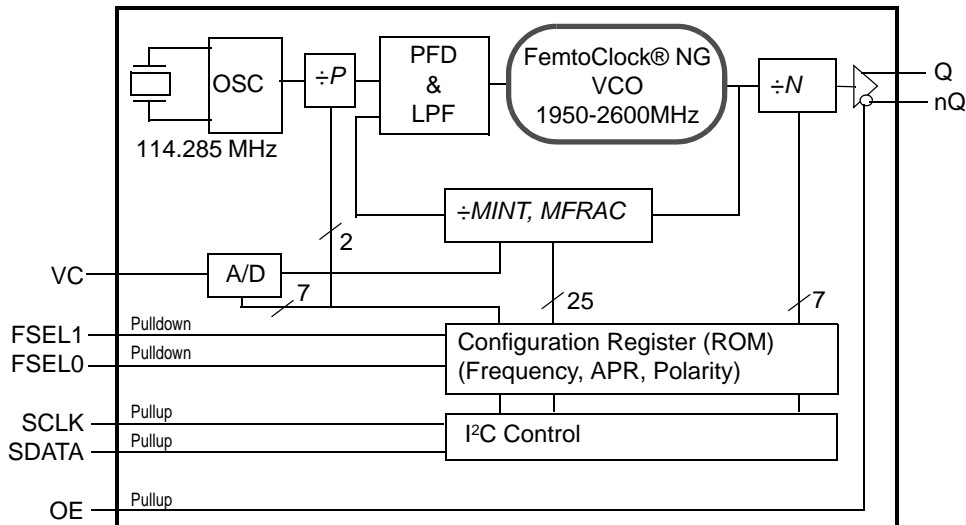 OSC
114.285 MHz
÷P
PFD
&
LPF
FemtoClock® NG
VCO
1950-2600MHz
÷N
Q
nQ
÷MINT, MFRAC
2
VC
A/D
7
25
7
FSEL1
Pulldown
FSEL0
Pulldown
Configuration Register (ROM)
(Frequency, APR, Polarity)
SCLK
Pullup
SDATA
Pullup
I²C Control
OE
Pullup